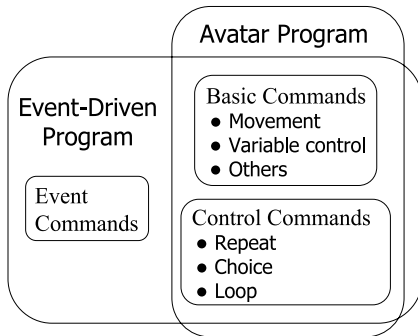 Avatar Program
Event-Driven
Program
Event
Commands
Basic Commands
● Movement
● Variable control
● Others
Control Commands
● Repeat
● Choice
● Loop